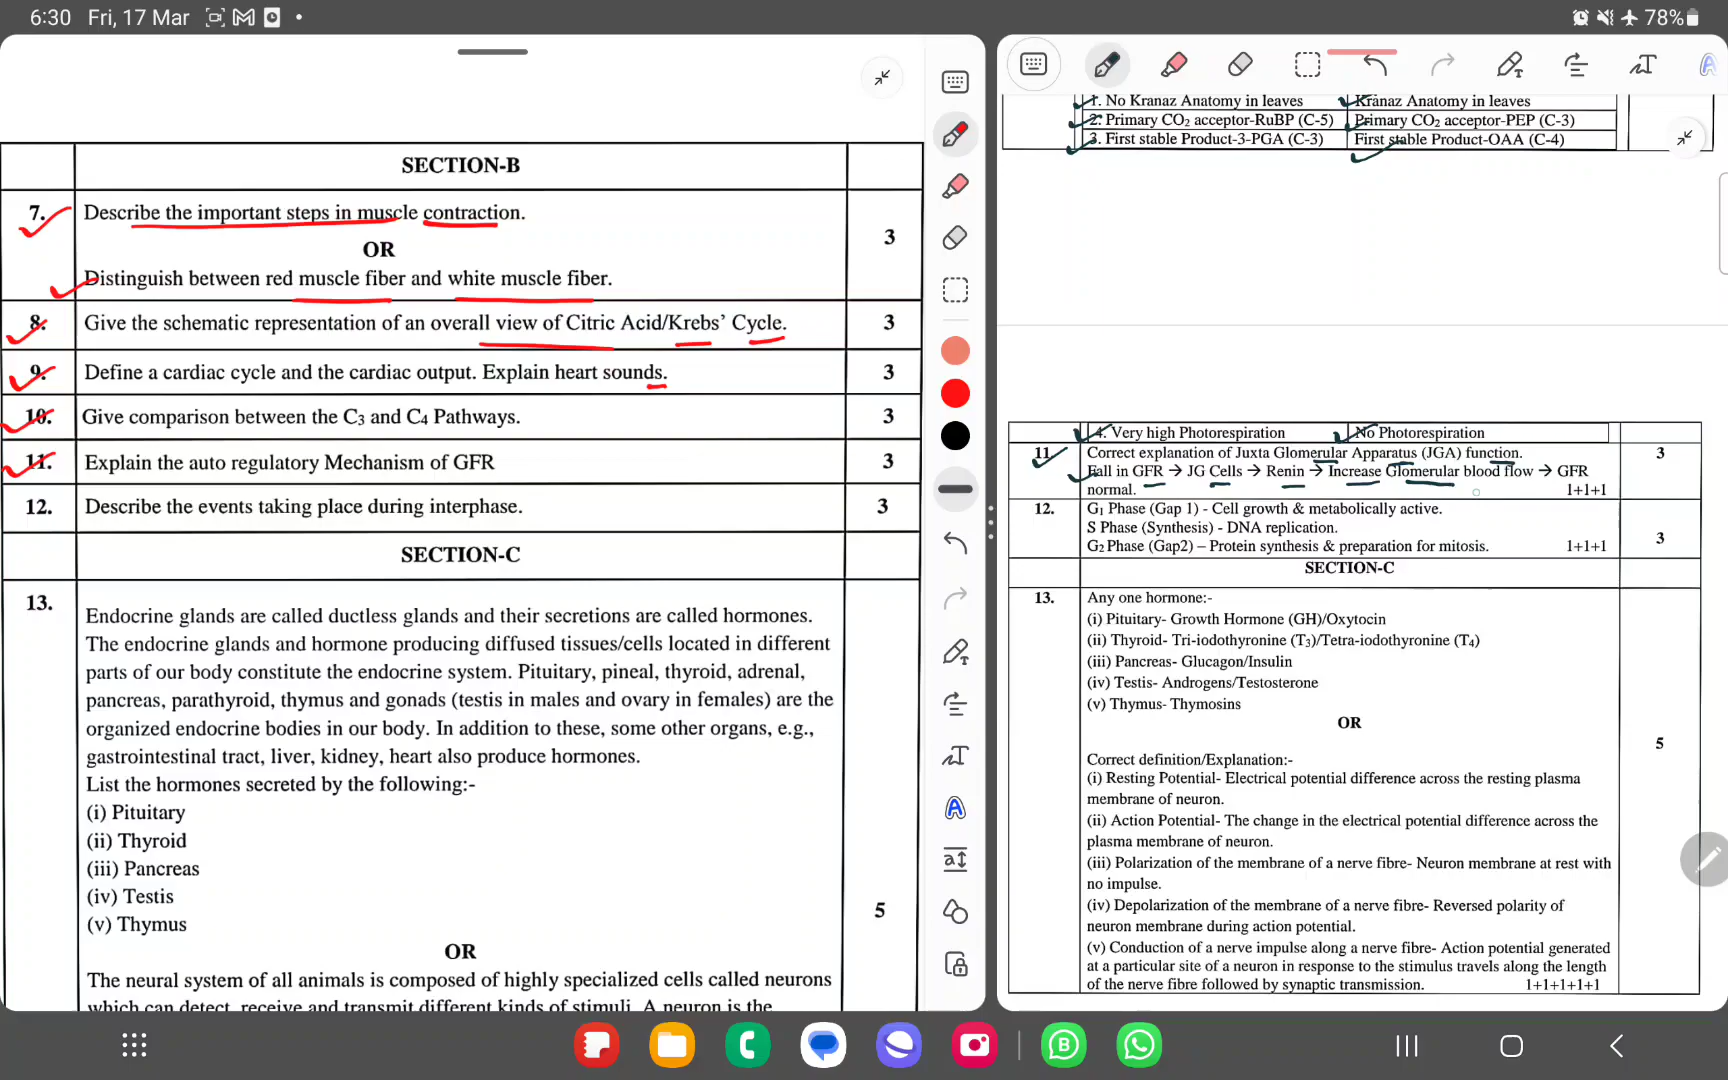 6:30 Fri, 17 Mar
78%
SECTION-B
7. Describe the important steps in muscle contraction.
OR
3
Distinguish between red muscle fiber and white muscle fiber.
8. Give the schematic representation of an overall view of Citric Acid/Krebs' Cycle. 3
9. Define a cardiac cycle and the cardiac output. Explain heart sounds. 3
10. Give comparison between the C3 and C4 Pathways. 3
11. Explain the auto regulatory Mechanism of GFR 3
12. Describe the events taking place during interphase. 3
SECTION-C
13.
Endocrine glands are called ductless glands and their secretions are called hormones.
The endocrine glands and hormone producing diffused tissues/cells located in different
parts of our body constitute the endocrine system. Pituitary, pineal, thyroid, adrenal,
pancreas, parathyroid, thymus and gonads (testis in males and ovary in females) are the
organized endocrine bodies in our body. In addition to these, some other organs, e.g.,
gastrointestinal tract, liver, kidney, heart also produce hormones.
List the hormones secreted by the following:-
(i) Pituitary
(ii) Thyroid
(iii) Pancreas
(iv) Testis
5
(v) Thymus
OR
The neural system of all animals is composed of highly specialized cells called neurons
which can detect, receive and transmit different kinds of stimuli. A neuron is the
1. No Kranaz Anatomy in leaves Kranaz Anatomy in leaves
2. Primary CO2 acceptor-RuBP (C-5) Primary CO2 acceptor-PEP (C-3)
3. First stable Product-3-PGA (C-3) First stable Product-OAA (C-4)
4. Very high Photorespiration No Photorespiration
11. Correct explanation of Juxta Glomerular Apparatus (JGA) function. 3
Fall in GFR → JG Cells → Renin → Increase Glomerular blood flow → GFR
normal. 1+1+1
12. G1 Phase (Gap 1) - Cell growth & metabolically active.
S Phase (Synthesis) - DNA replication.
3
G2 Phase (Gap2) – Protein synthesis & preparation for mitosis. 1+1+1
SECTION-C
13. Any one hormone:-
(i) Pituitary- Growth Hormone (GH)/Oxytocin
(ii) Thyroid- Tri-iodothyronine (T3)/Tetra-iodothyronine (T4)
(iii) Pancreas- Glucagon/Insulin
(iv) Testis- Androgens/Testosterone
(v) Thymus- Thymosins
OR
5
Correct definition/Explanation:-
(i) Resting Potential- Electrical potential difference across the resting plasma
membrane of neuron.
(ii) Action Potential- The change in the electrical potential difference across the
plasma membrane of neuron.
(iii) Polarization of the membrane of a nerve fibre- Neuron membrane at rest with
no impulse.
(iv) Depolarization of the membrane of a nerve fibre- Reversed polarity of
neuron membrane during action potential.
(v) Conduction of a nerve impulse along a nerve fibre- Action potential generated
at a particular site of a neuron in response to the stimulus travels along the length
of the nerve fibre followed by synaptic transmission. 1+1+1+1+1